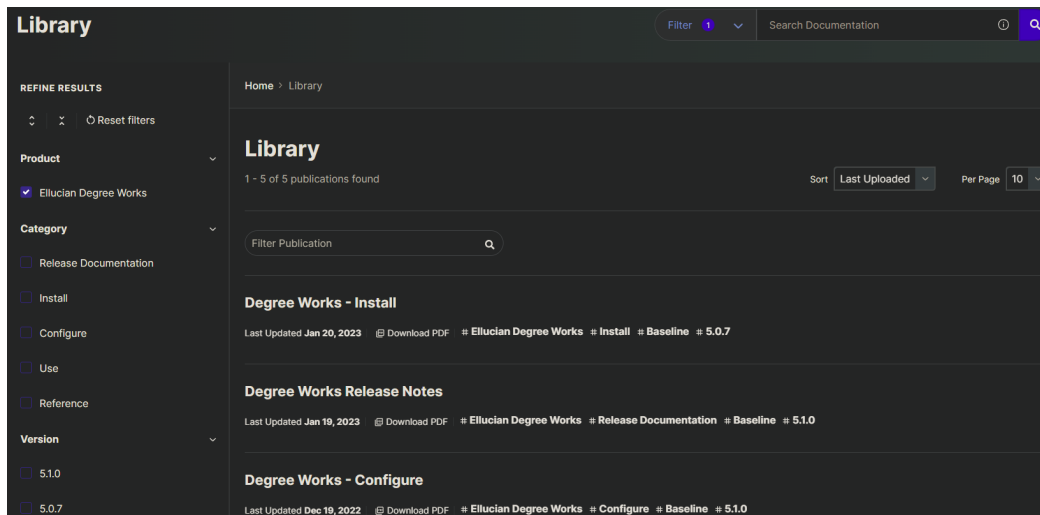 Library
Filter 1
Search Documentation
REFINE RESULTS
Reset filters
Product
Ellucian Degree Works
Category
Release Documentation
Install
Configure
Use
Reference
Version
5.1.0
5.0.7
Home > Library
Library
1 - 5 of 5 publications found
Sort Last Uploaded
Per Page 10
Filter Publication
Degree Works - Install
Last Updated Jan 20, 2023 Download PDF # Ellucian Degree Works # Install # Baseline # 5.0.7
Degree Works Release Notes
Last Updated Jan 19, 2023 Download PDF # Ellucian Degree Works # Release Documentation # Baseline # 5.1.0
Degree Works - Configure
Last Updated Dec 19, 2022 Download PDF # Ellucian Degree Works # Configure # Baseline # 5.1.0